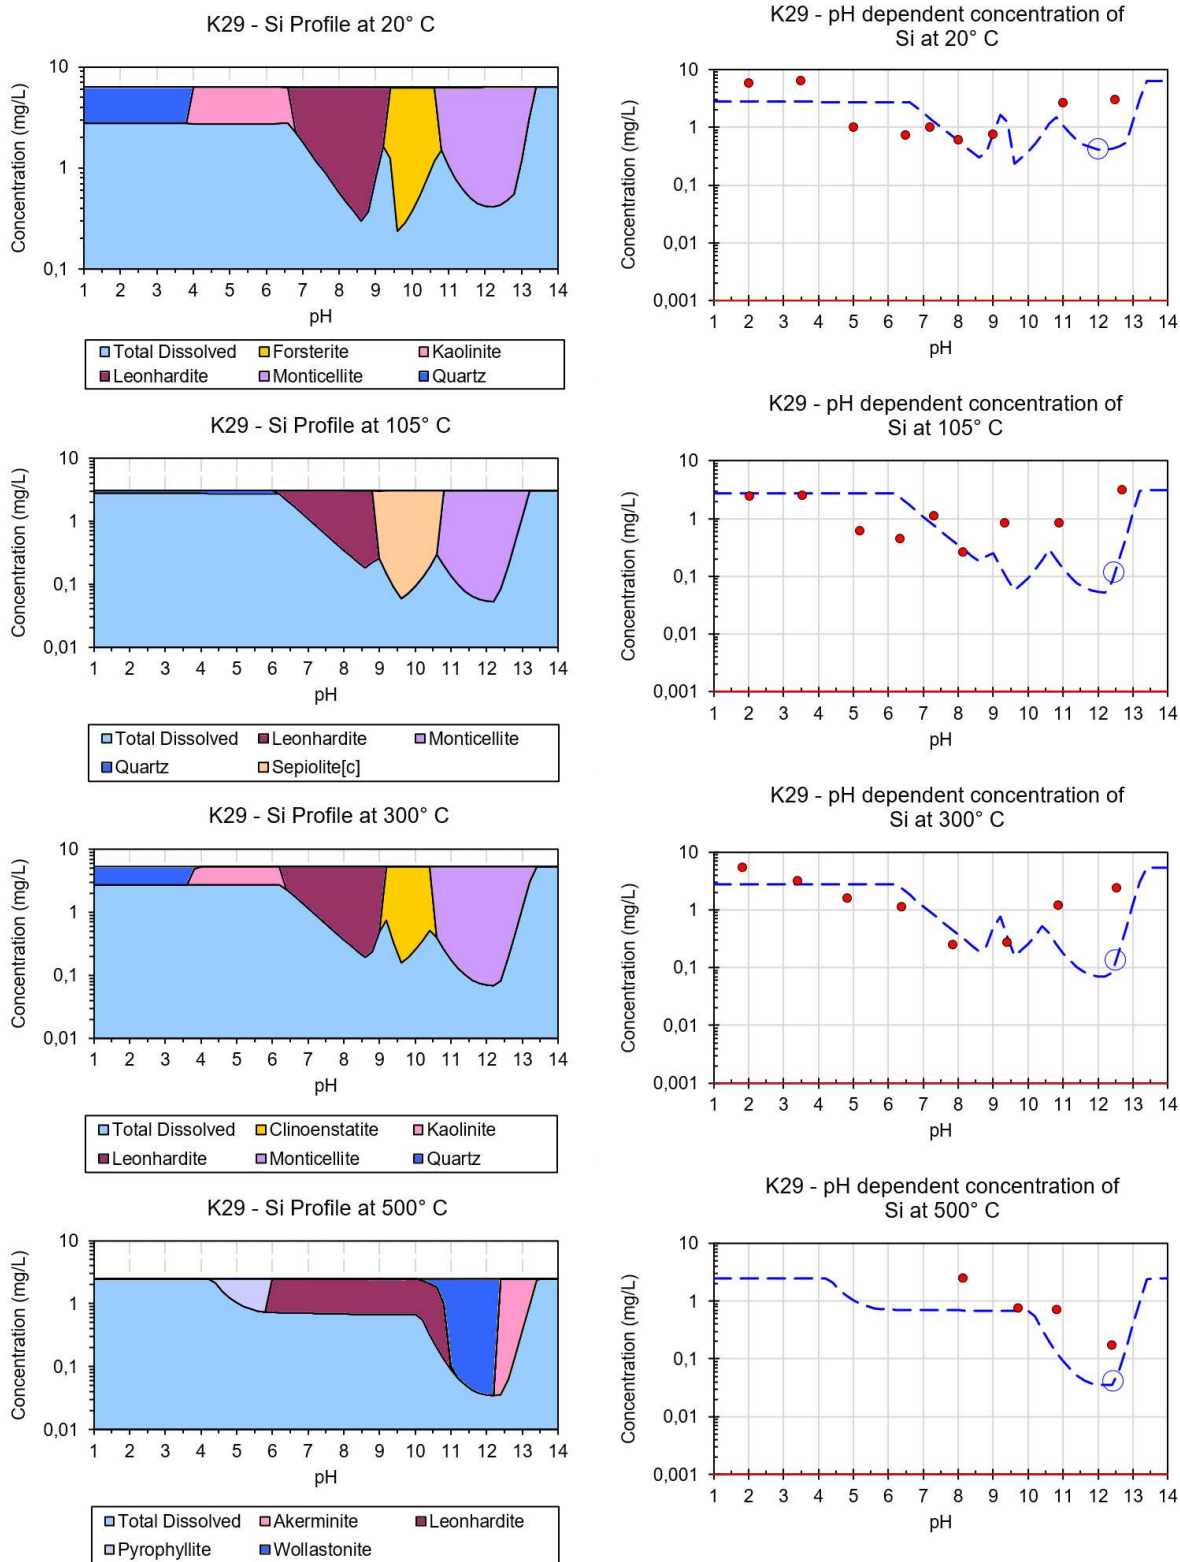 K29 - Si Profile at 20° C
Concentration (mg/L)
10
1
0,1
1 2 3 4 5 6 7 8 9 10 11 12 13 14
pH
Total Dissolved Forsterite Kaolinite
Leonhardite Monticellite Quartz
K29 - pH dependent concentration of
Si at 20° C
Concentration (mg/L)
10
1
0,1
0,01
0,001
1 2 3 4 5 6 7 8 9 10 11 12 13 14
pH
K29 - Si Profile at 105° C
Concentration (mg/L)
10
1
0,1
0,01
1 2 3 4 5 6 7 8 9 10 11 12 13 14
pH
Total Dissolved Leonhardite Monticellite
Quartz Sepiolite[c]
K29 - pH dependent concentration of
Si at 105° C
Concentration (mg/L)
10
1
0,1
0,01
0,001
1 2 3 4 5 6 7 8 9 10 11 12 13 14
pH
K29 - Si Profile at 300° C
Concentration (mg/L)
10
1
0,1
0,01
1 2 3 4 5 6 7 8 9 10 11 12 13 14
pH
Total Dissolved Clinoenstatite Kaolinite
Leonhardite Monticellite Quartz
K29 - pH dependent concentration of
Si at 300° C
Concentration (mg/L)
10
1
0,1
0,01
0,001
1 2 3 4 5 6 7 8 9 10 11 12 13 14
pH
K29 - Si Profile at 500° C
Concentration (mg/L)
10
1
0,1
0,01
1 2 3 4 5 6 7 8 9 10 11 12 13 14
pH
Total Dissolved Akerminite Leonhardite
Pyrophyllite Wollastonite
K29 - pH dependent concentration of
Si at 500° C
Concentration (mg/L)
10
1
0,1
0,01
0,001
1 2 3 4 5 6 7 8 9 10 11 12 13 14
pH